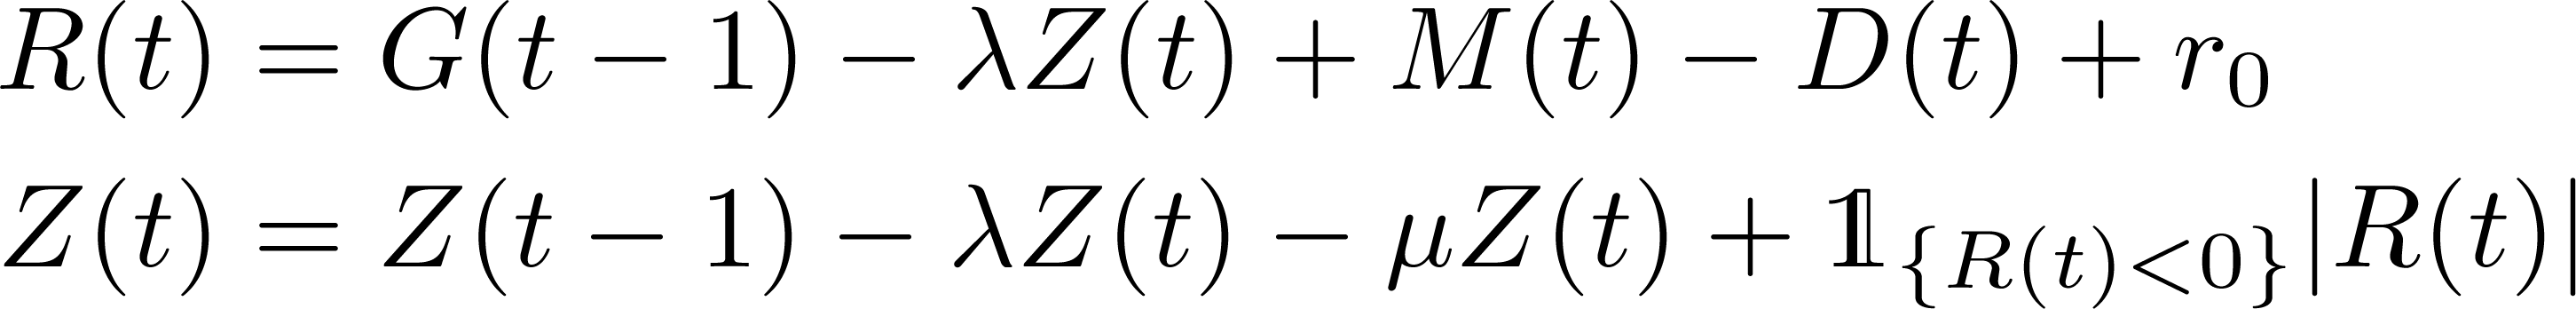 R(t) = G(t − 1) − λZ(t) + M(t) − D(t) + r₀
Z(t) = Z(t − 1) − λZ(t) − μZ(t) + 𝟙_{R(t)<0}|R(t)|